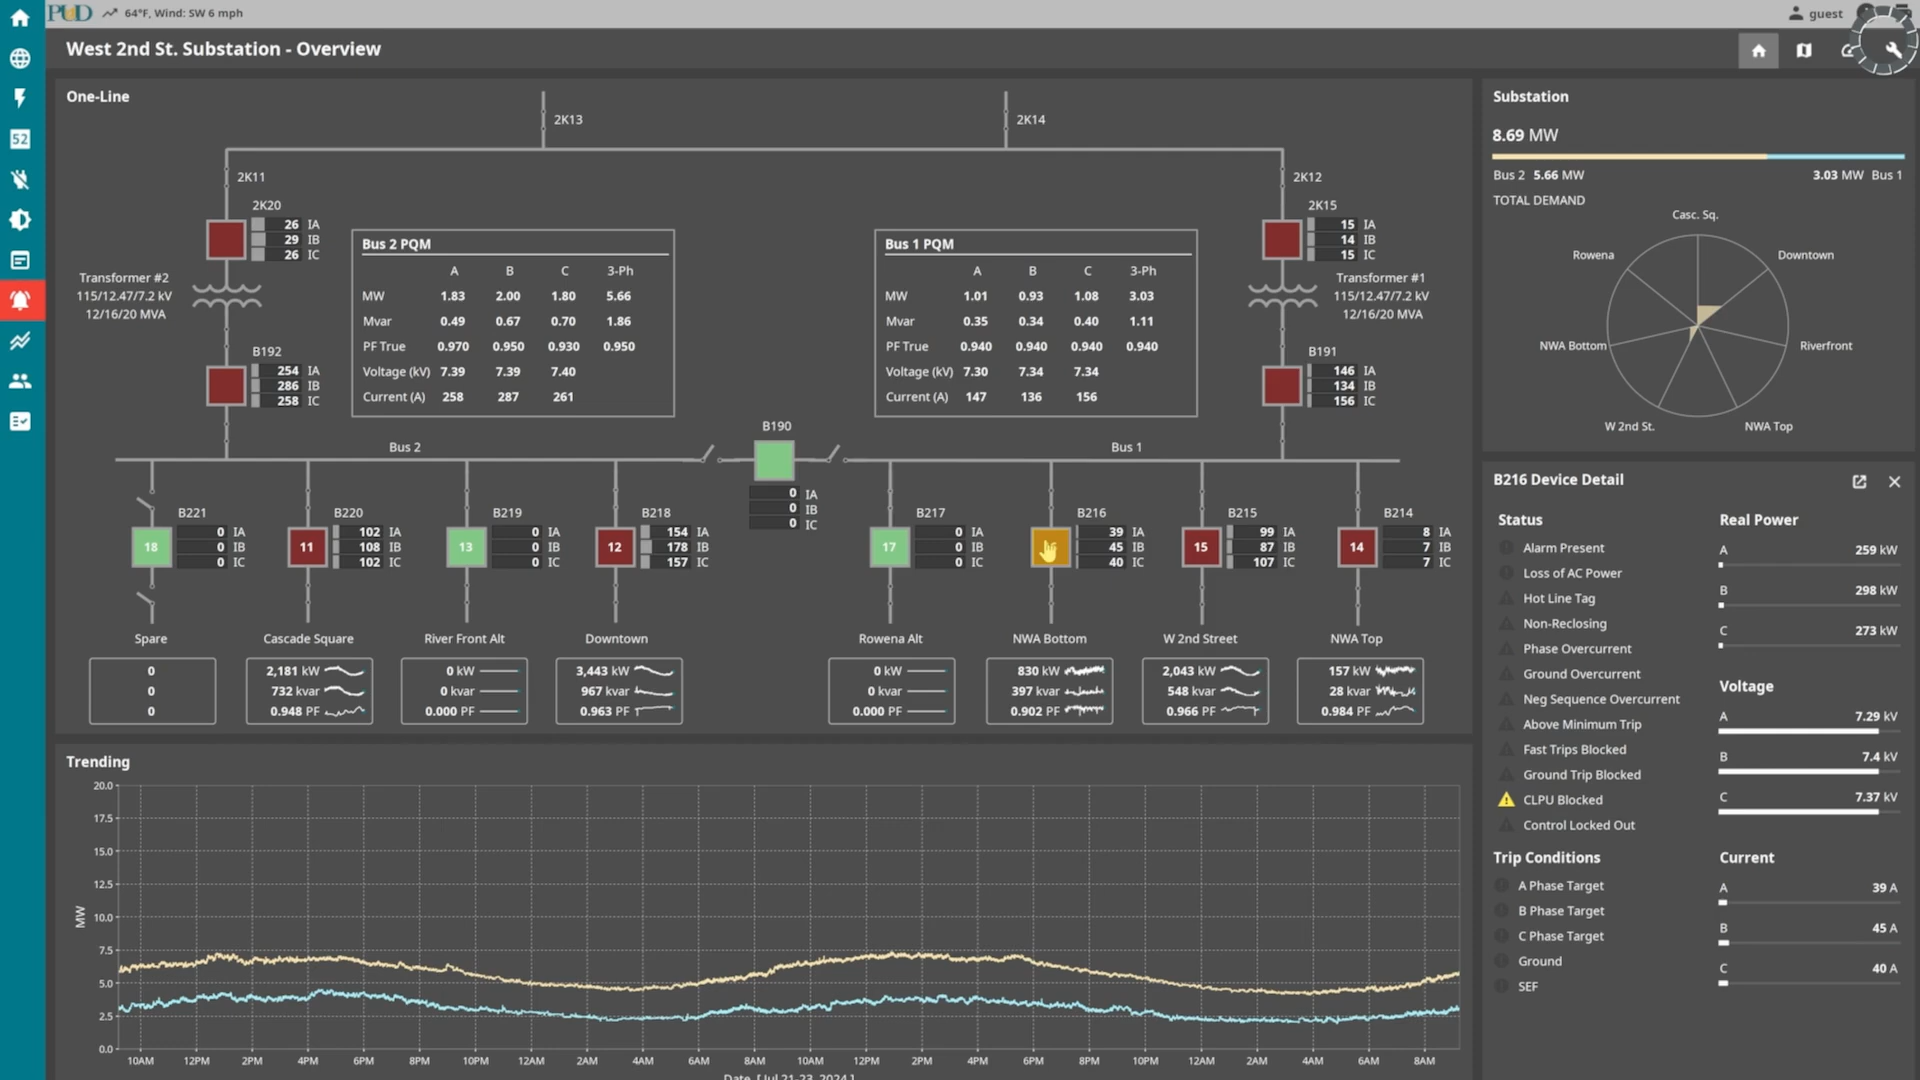 PUD 64°F, Wind: SW 6 mph
guest
West 2nd St. Substation - Overview
52
One-Line
2K13
2K14
2K11
2K12
2K20
26 IA
29 IB
26 IC
2K15
15 IA
14 IB
15 IC
Transformer #2
115/12.47/7.2 kV
12/16/20 MVA
Transformer #1
115/12.47/7.2 kV
12/16/20 MVA
Bus 2 PQM
A B C 3-Ph
MW 1.83 2.00 1.80 5.66
Mvar 0.49 0.67 0.70 1.86
PF True 0.970 0.950 0.930 0.950
Voltage (kV) 7.39 7.39 7.40
Current (A) 258 287 261
Bus 1 PQM
A B C 3-Ph
MW 1.01 0.93 1.08 3.03
Mvar 0.35 0.34 0.40 1.11
PF True 0.940 0.940 0.940 0.940
Voltage (kV) 7.30 7.34 7.34
Current (A) 147 136 156
B192
254 IA
286 IB
258 IC
B191
146 IA
134 IB
156 IC
Bus 2
B190
0 IA
0 IB
0 IC
Bus 1
B221
18
0 IA
0 IB
0 IC
B220
11
102 IA
108 IB
102 IC
B219
13
0 IA
0 IB
0 IC
B218
12
154 IA
178 IB
157 IC
B217
17
0 IA
0 IB
0 IC
B216
39 IA
45 IB
40 IC
B215
15
99 IA
87 IB
107 IC
B214
14
8 IA
7 IB
7 IC
Spare
0
0
0
Cascade Square
2,181 kW
732 kvar
0.948 PF
River Front Alt
0 kW
0 kvar
0.000 PF
Downtown
3,443 kW
967 kvar
0.963 PF
Rowena Alt
0 kW
0 kvar
0.000 PF
NWA Bottom
830 kW
397 kvar
0.902 PF
W 2nd Street
2,043 kW
548 kvar
0.966 PF
NWA Top
157 kW
28 kvar
0.984 PF
Trending
MW
20.0
17.5
15.0
12.5
10.0
7.5
5.0
2.5
0.0
10AM 12PM 2PM 4PM 6PM 8PM 10PM 12AM 2AM 4AM 6AM 8AM 10AM 12PM 2PM 4PM 6PM 8PM 10PM 12AM 2AM 4AM 6AM 8AM
Date [Jul 21-23, 2024]
Substation
8.69 MW
Bus 2 5.66 MW 3.03 MW Bus 1
TOTAL DEMAND
Casc. Sq.
Rowena
Downtown
NWA Bottom
Riverfront
W 2nd St.
NWA Top
B216 Device Detail
Status
Alarm Present
Loss of AC Power
Hot Line Tag
Non-Reclosing
Phase Overcurrent
Ground Overcurrent
Neg Sequence Overcurrent
Above Minimum Trip
Fast Trips Blocked
Ground Trip Blocked
CLPU Blocked
Control Locked Out
Trip Conditions
A Phase Target
B Phase Target
C Phase Target
Ground
SEF
Real Power
A 259 kW
B 298 kW
C 273 kW
Voltage
A 7.29 kV
B 7.4 kV
C 7.37 kV
Current
A 39 A
B 45 A
C 40 A